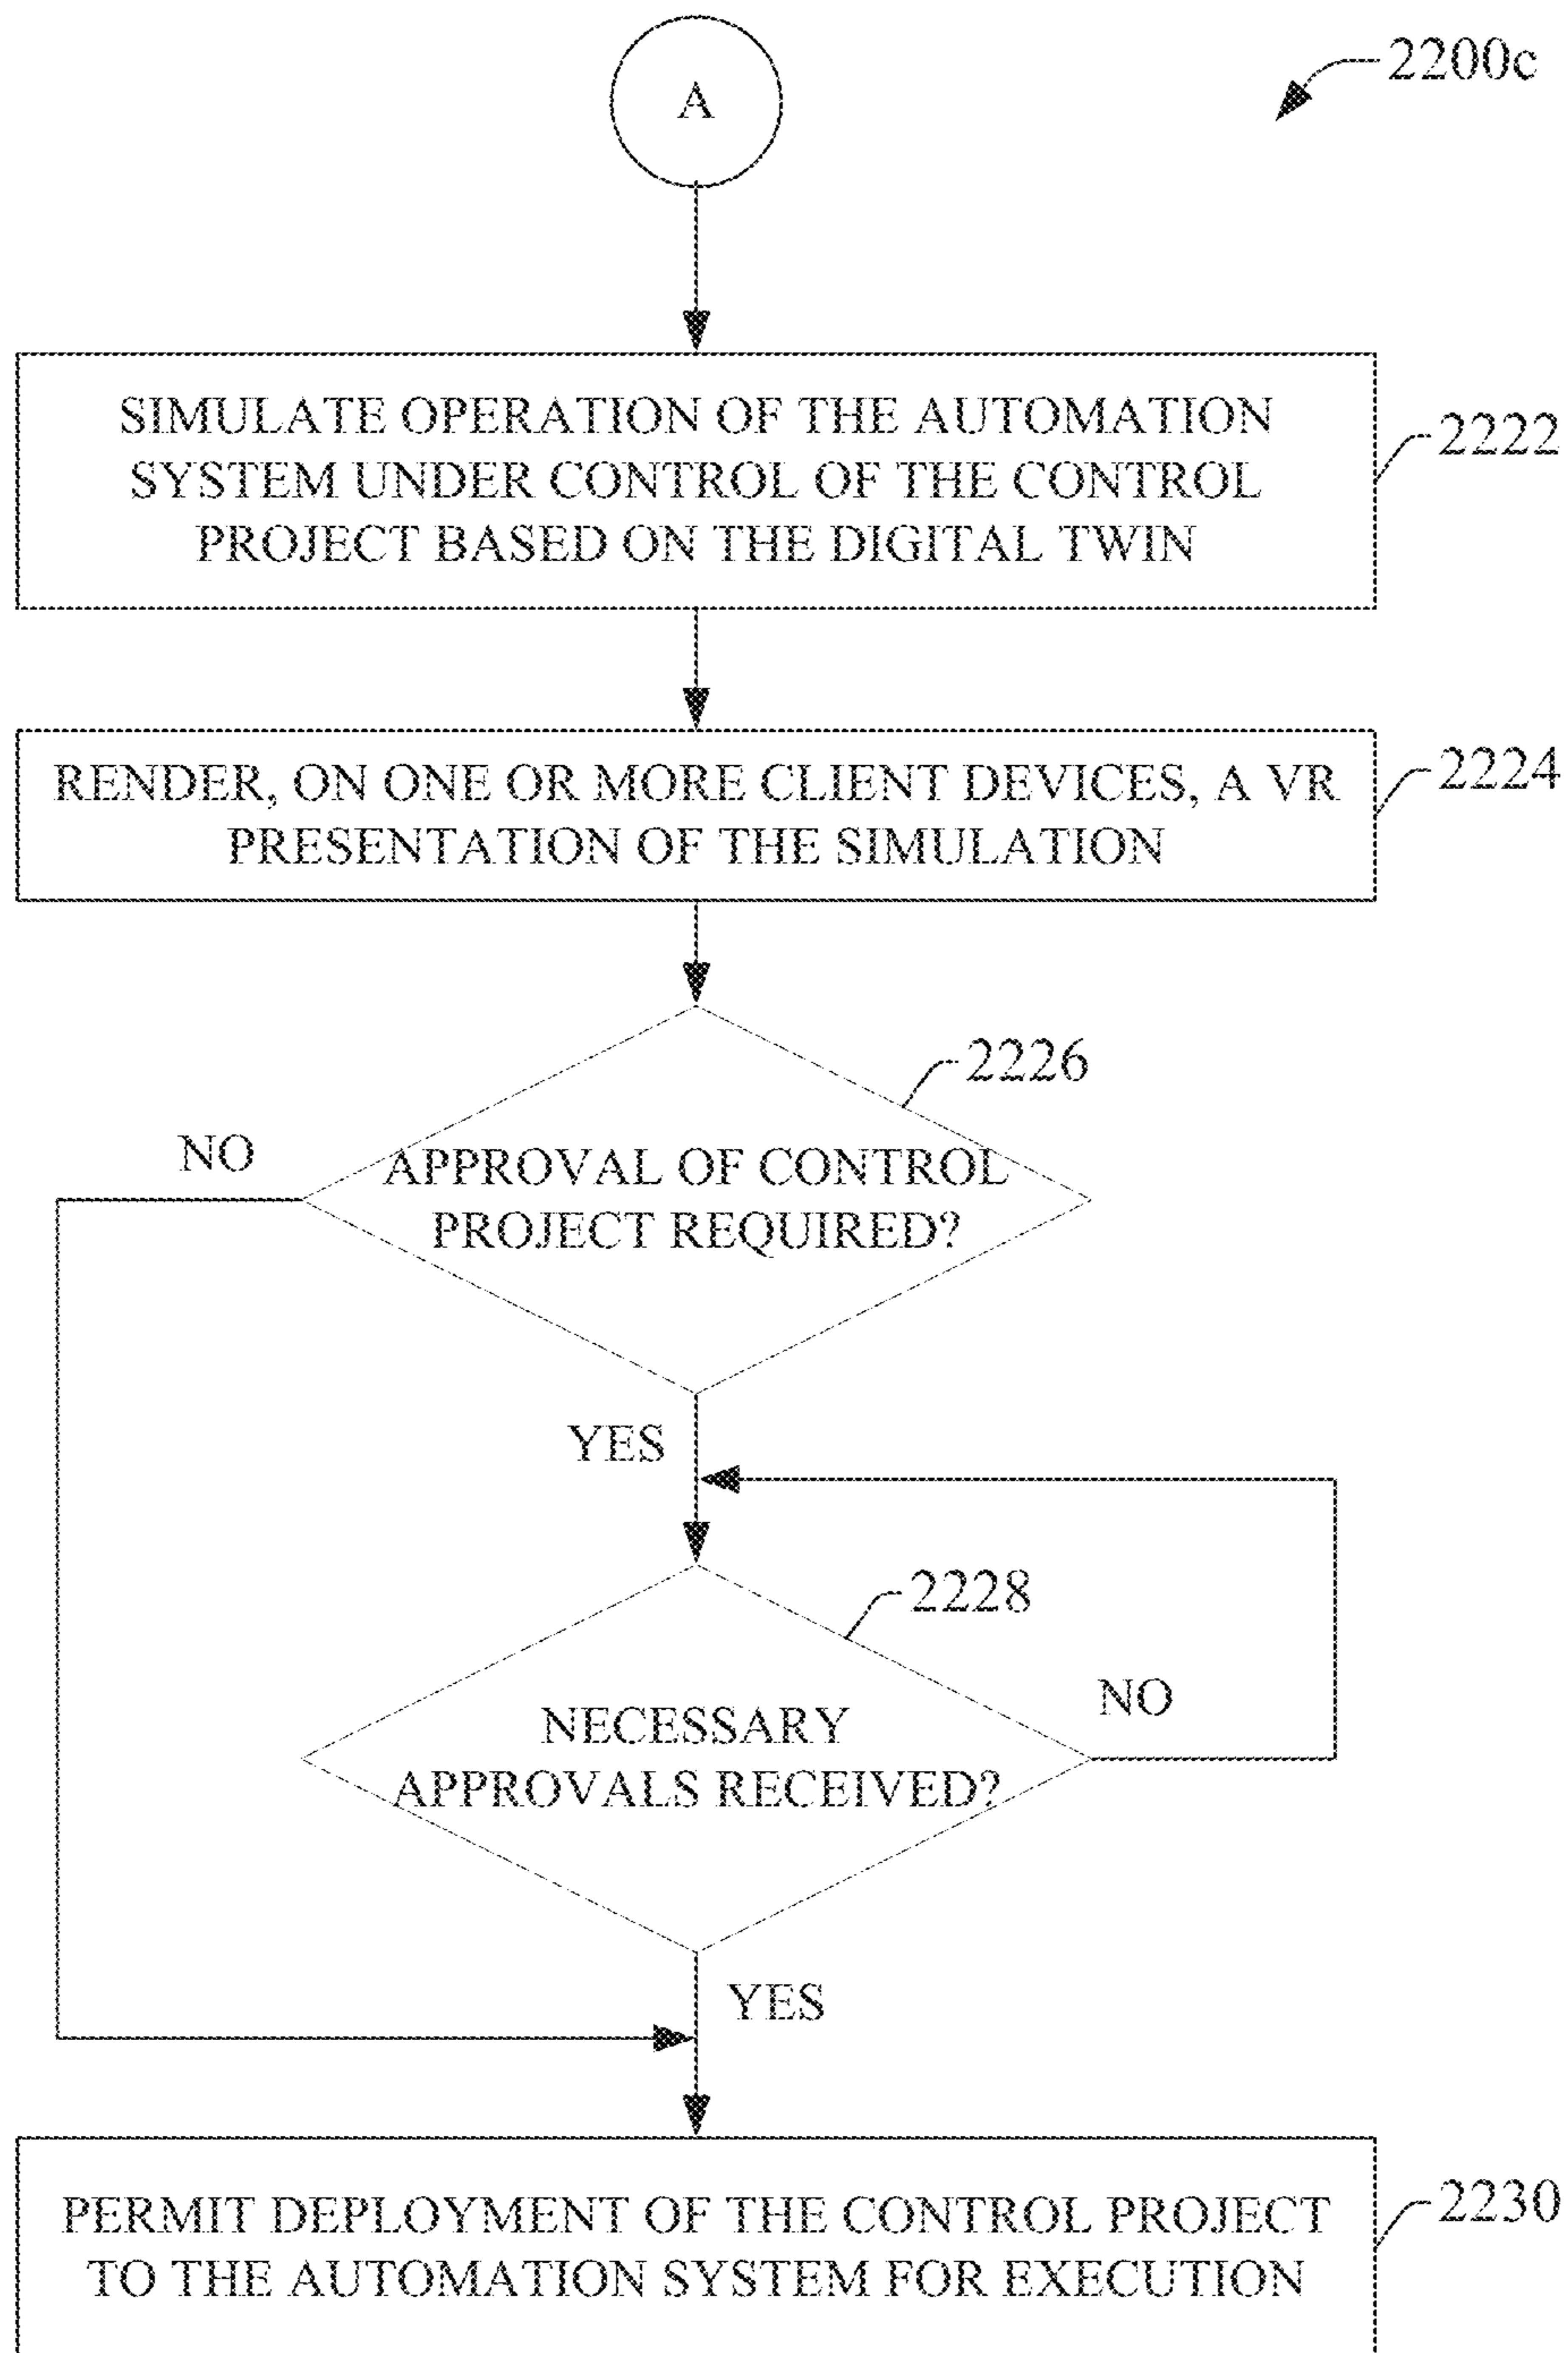 A
2200c
SIMULATE OPERATION OF THE AUTOMATION
SYSTEM UNDER CONTROL OF THE CONTROL
PROJECT BASED ON THE DIGITAL TWIN
2222
RENDER, ON ONE OR MORE CLIENT DEVICES, A VR
PRESENTATION OF THE SIMULATION
2224
2226
NO
APPROVAL OF CONTROL
PROJECT REQUIRED?
YES
2228
NO
NECESSARY
APPROVALS RECEIVED?
YES
PERMIT DEPLOYMENT OF THE CONTROL PROJECT
TO THE AUTOMATION SYSTEM FOR EXECUTION
2230